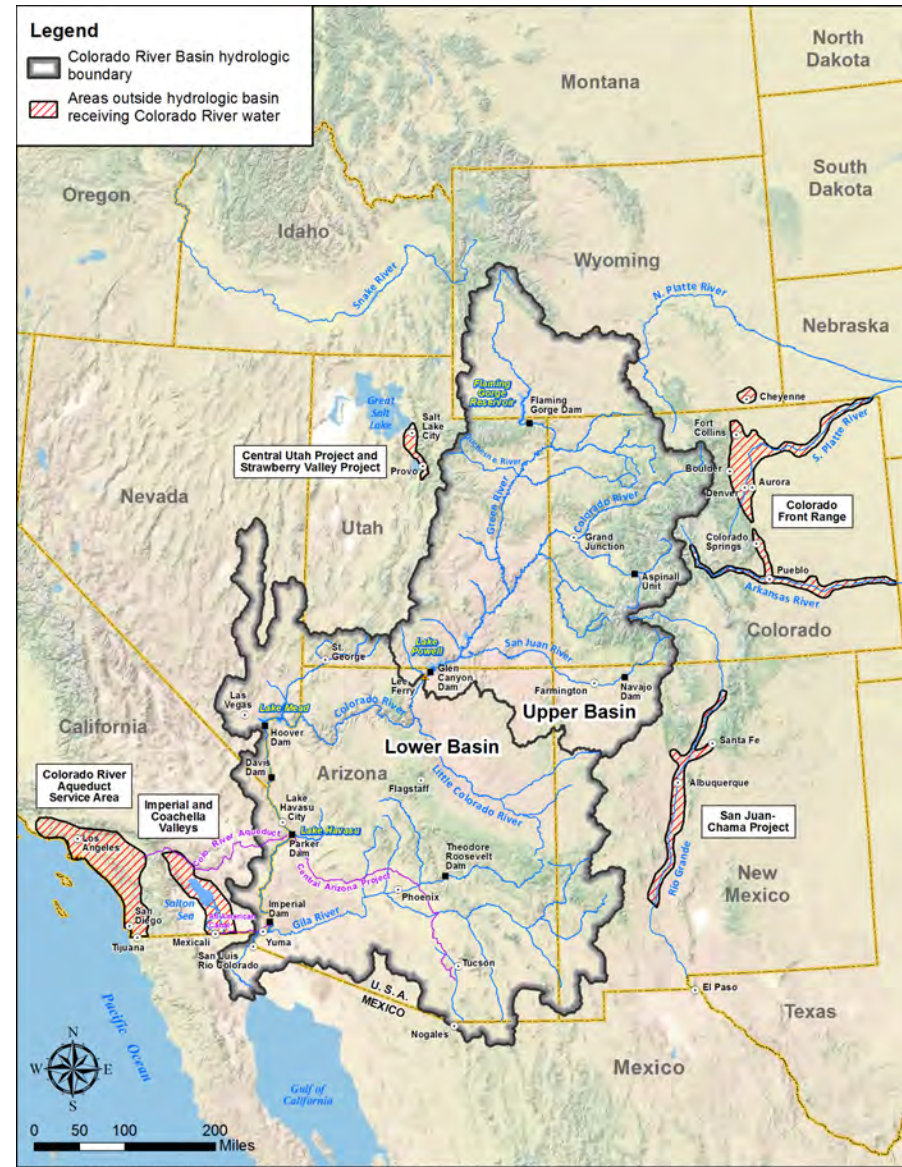 Legend
Colorado River Basin hydrologic
boundary
Areas outside hydrologic basin
receiving Colorado River water
North
Dakota
Montana
South
Dakota
Oregon
Idaho
Wyoming
Snake River
N. Platte River
Nebraska
Flaming
Gorge
Reservoir
Flaming
Gorge Dam
Cheyenne
Great
Salt
Lake
Salt
Lake
City
Fort
Collins
S. Platte River
Central Utah Project and
Strawberry Valley Project
Provo
Boulder
Denver
Aurora
Colorado
Front Range
Nevada
Utah
Green River
Colorado River
Grand
Junction
Colorado
Springs
Aspinall
Unit
Pueblo
Arkansas River
Colorado
St.
George
Lake
Powell
San Juan River
Glen
Canyon
Dam
Lee
Ferry
Farmington
Navajo
Dam
Las
Vegas
Lake Mead
Colorado River
Upper Basin
California
Hoover
Dam
Lower Basin
Santa Fe
Davis
Dam
Arizona
Colorado River
Aqueduct
Service Area
Imperial and
Coachella
Valleys
Flagstaff
Little Colorado River
Albuquerque
San Juan-
Chama Project
Lake
Havasu
City
Lake Havasu
Los
Angeles
Colo. River Aqueduct
Parker
Dam
Theodore
Roosevelt
Dam
Central Arizona Project
Rio Grande
New
Mexico
Phoenix
Salton
Sea
Imperial
Dam
Gila River
San
Diego
All-American
Canal
Tijuana
Mexicali
Yuma
San Luis
Rio Colorado
Tucson
U.S.A.
MEXICO
El Paso
Texas
Nogales
Pacific Ocean
Mexico
Gulf of
California
N
W
E
S
0 50 100 200
Miles